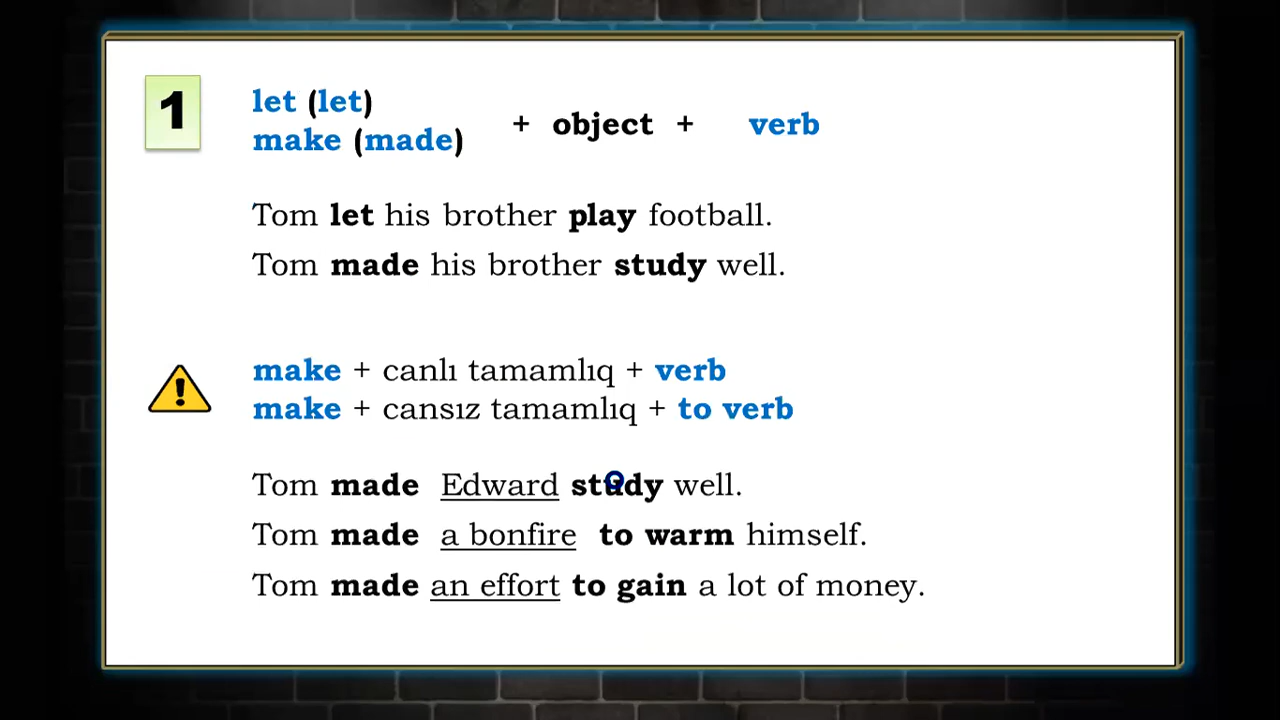 1
let (let)
make (made)
+ object + verb
Tom let his brother play football.
Tom made his brother study well.
make + canlı tamamlıq + verb
make + cansız tamamlıq + to verb
Tom made Edward study well.
Tom made a bonfire to warm himself.
Tom made an effort to gain a lot of money.